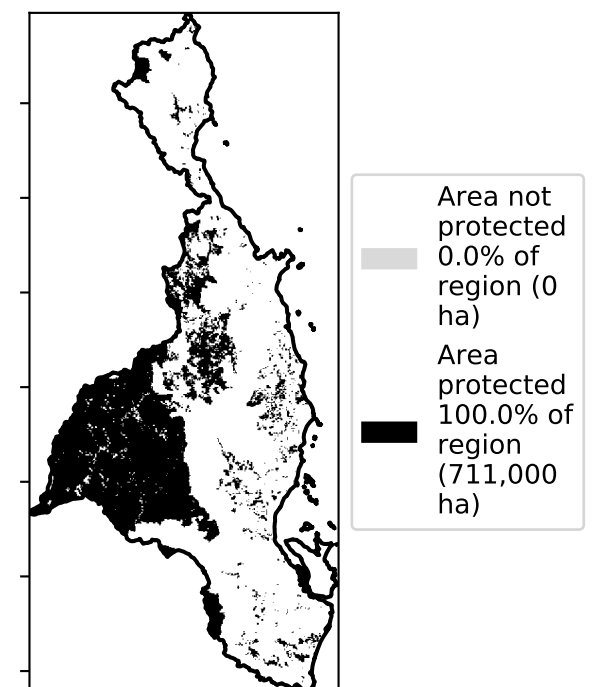 Area not
protected
0.0% of
region (0
ha)
Area
protected
100.0% of
region
(711,000
ha)